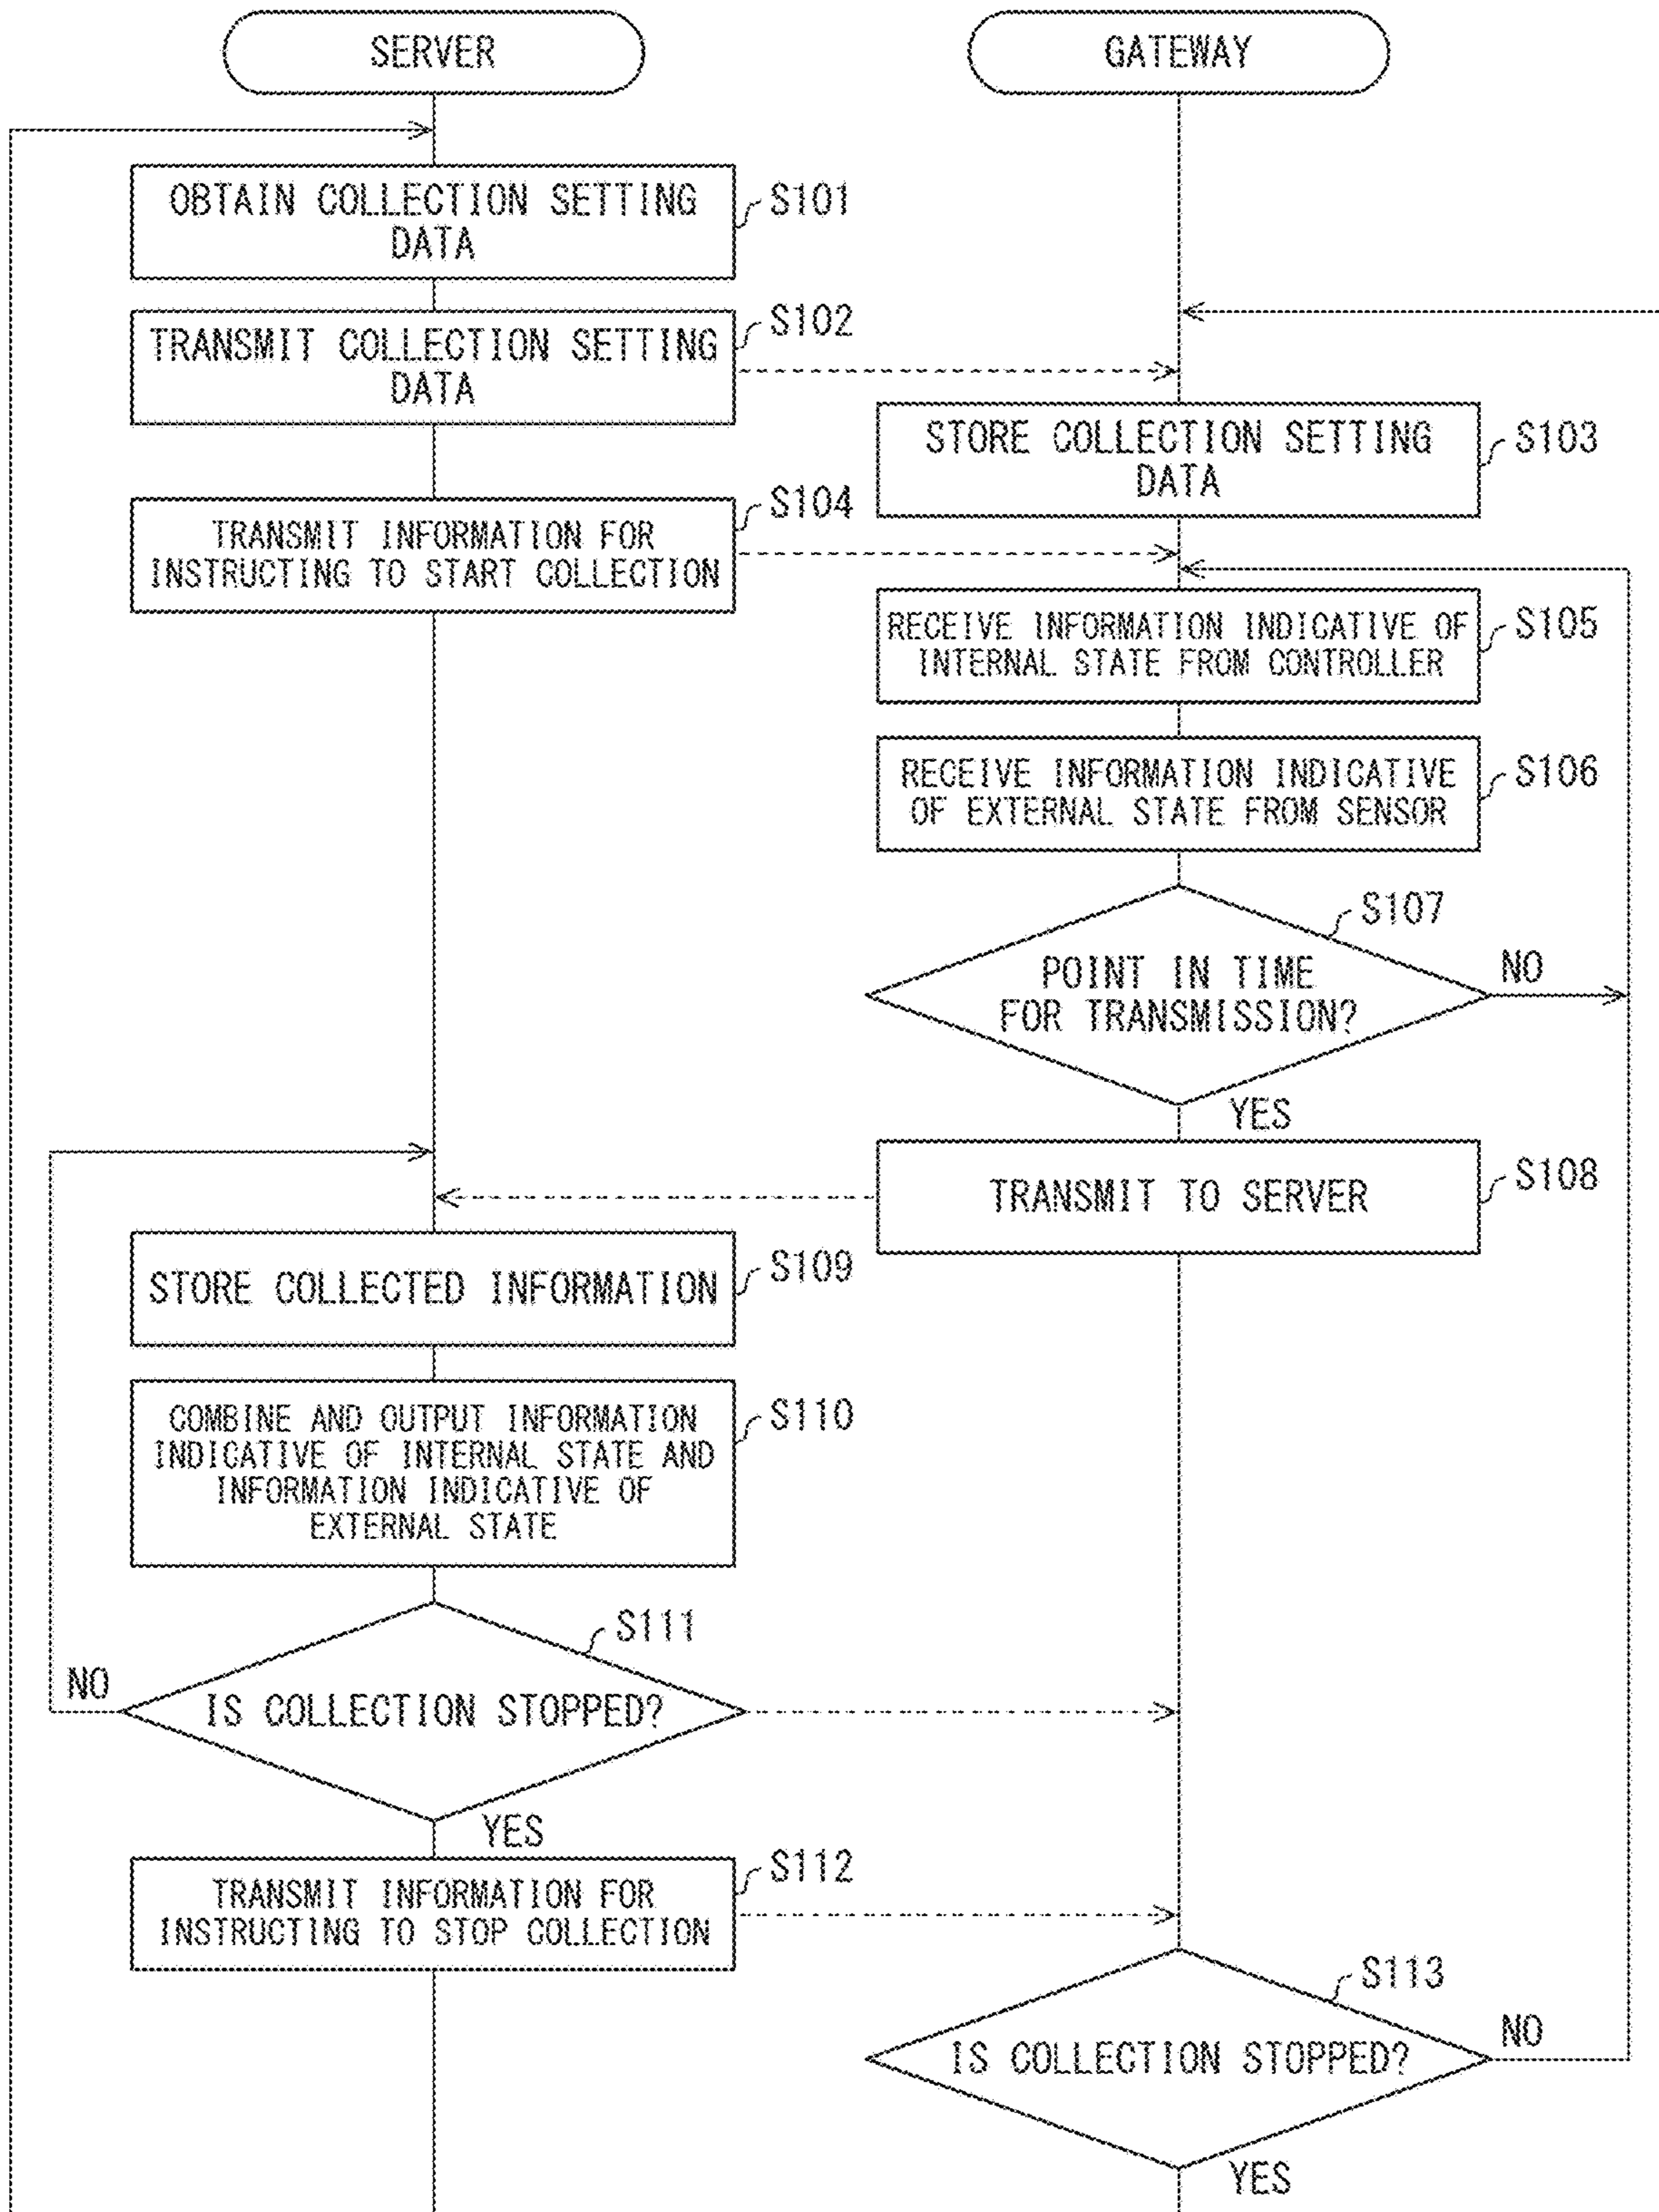 SERVER
GATEWAY
OBTAIN COLLECTION SETTING
DATA
S101
TRANSMIT COLLECTION SETTING
DATA
S102
STORE COLLECTION SETTING
DATA
S103
TRANSMIT INFORMATION FOR
INSTRUCTING TO START COLLECTION
S104
RECEIVE INFORMATION INDICATIVE OF
INTERNAL STATE FROM CONTROLLER
S105
RECEIVE INFORMATION INDICATIVE
OF EXTERNAL STATE FROM SENSOR
S106
S107
POINT IN TIME
FOR TRANSMISSION?
NO
YES
TRANSMIT TO SERVER
S108
STORE COLLECTED INFORMATION
S109
COMBINE AND OUTPUT INFORMATION
INDICATIVE OF INTERNAL STATE AND
INFORMATION INDICATIVE OF
EXTERNAL STATE
S110
S111
NO
IS COLLECTION STOPPED?
YES
TRANSMIT INFORMATION FOR
INSTRUCTING TO STOP COLLECTION
S112
S113
IS COLLECTION STOPPED?
NO
YES